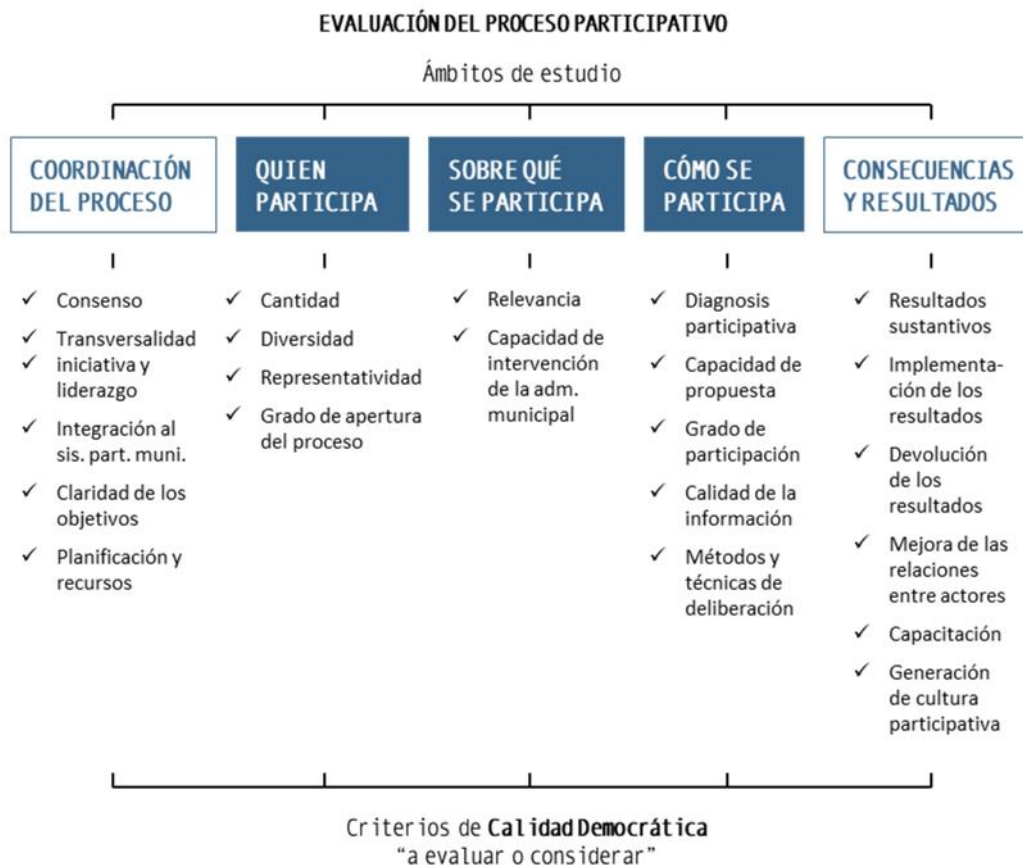 EVALUACIÓN DEL PROCESO PARTICIPATIVO
Ámbitos de estudio
COORDINACIÓN
DEL PROCESO
✓ Consenso
✓ Transversalidad
✓ iniciativa y
liderazgo
✓ Integración al
sis. part. muni.
✓ Claridad de los
objetivos
✓ Planificación y
recursos
QUIEN
PARTICIPA
✓ Cantidad
✓ Diversidad
✓ Representatividad
✓ Grado de apertura
del proceso
SOBRE QUÉ
SE PARTICIPA
✓ Relevancia
✓ Capacidad de
intervención
de la adm.
municipal
CÓMO SE
PARTICIPA
✓ Diagnosis
participativa
✓ Capacidad de
propuesta
✓ Grado de
participación
✓ Calidad de la
información
✓ Métodos y
técnicas de
deliberación
CONSECUENCIAS
Y RESULTADOS
✓ Resultados
sustantivos
✓ Implementa-
ción de los
resultados
✓ Devolución
de los
resultados
✓ Mejora de las
relaciones
entre actores
✓ Capacitación
✓ Generación
de cultura
participativa
Criterios de Calidad Democrática
“a evaluar o considerar”